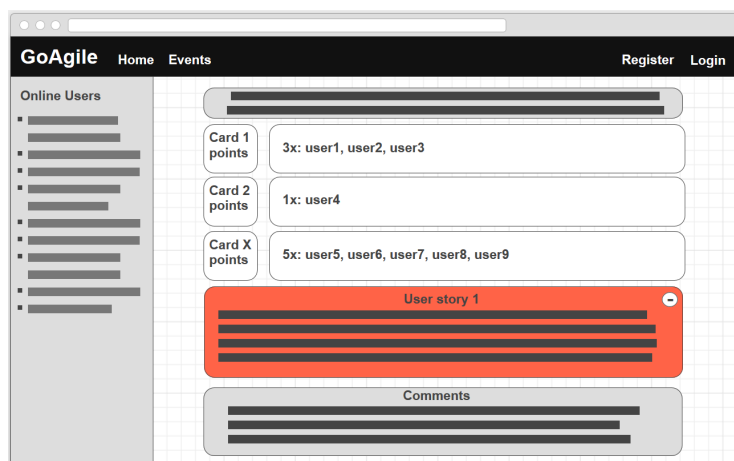 GoAgile Home Events Register Login
Online Users
Card 1
points
3x: user1, user2, user3
Card 2
points
1x: user4
Card X
points
5x: user5, user6, user7, user8, user9
User story 1
Comments